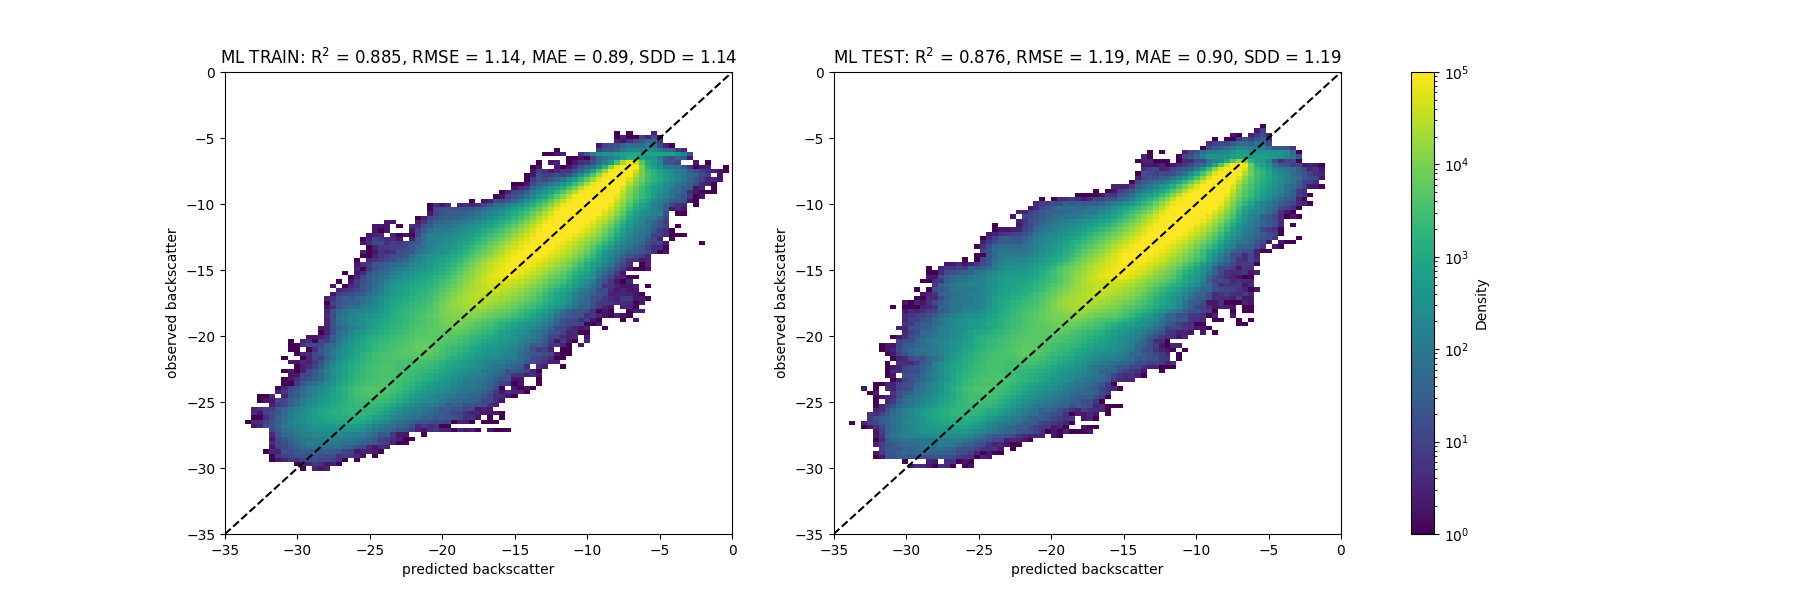 ML TRAIN: R² = 0.885, RMSE = 1.14, MAE = 0.89, SDD = 1.14
ML TEST: R² = 0.876, RMSE = 1.19, MAE = 0.90, SDD = 1.19
0
−5
−10
−15
−20
−25
−30
−35
observed backscatter
−35 −30 −25 −20 −15 −10 −5 0
predicted backscatter
0
−5
−10
−15
−20
−25
−30
−35
observed backscatter
−35 −30 −25 −20 −15 −10 −5 0
predicted backscatter
10⁵
10⁴
10³
10²
10¹
10⁰
Density